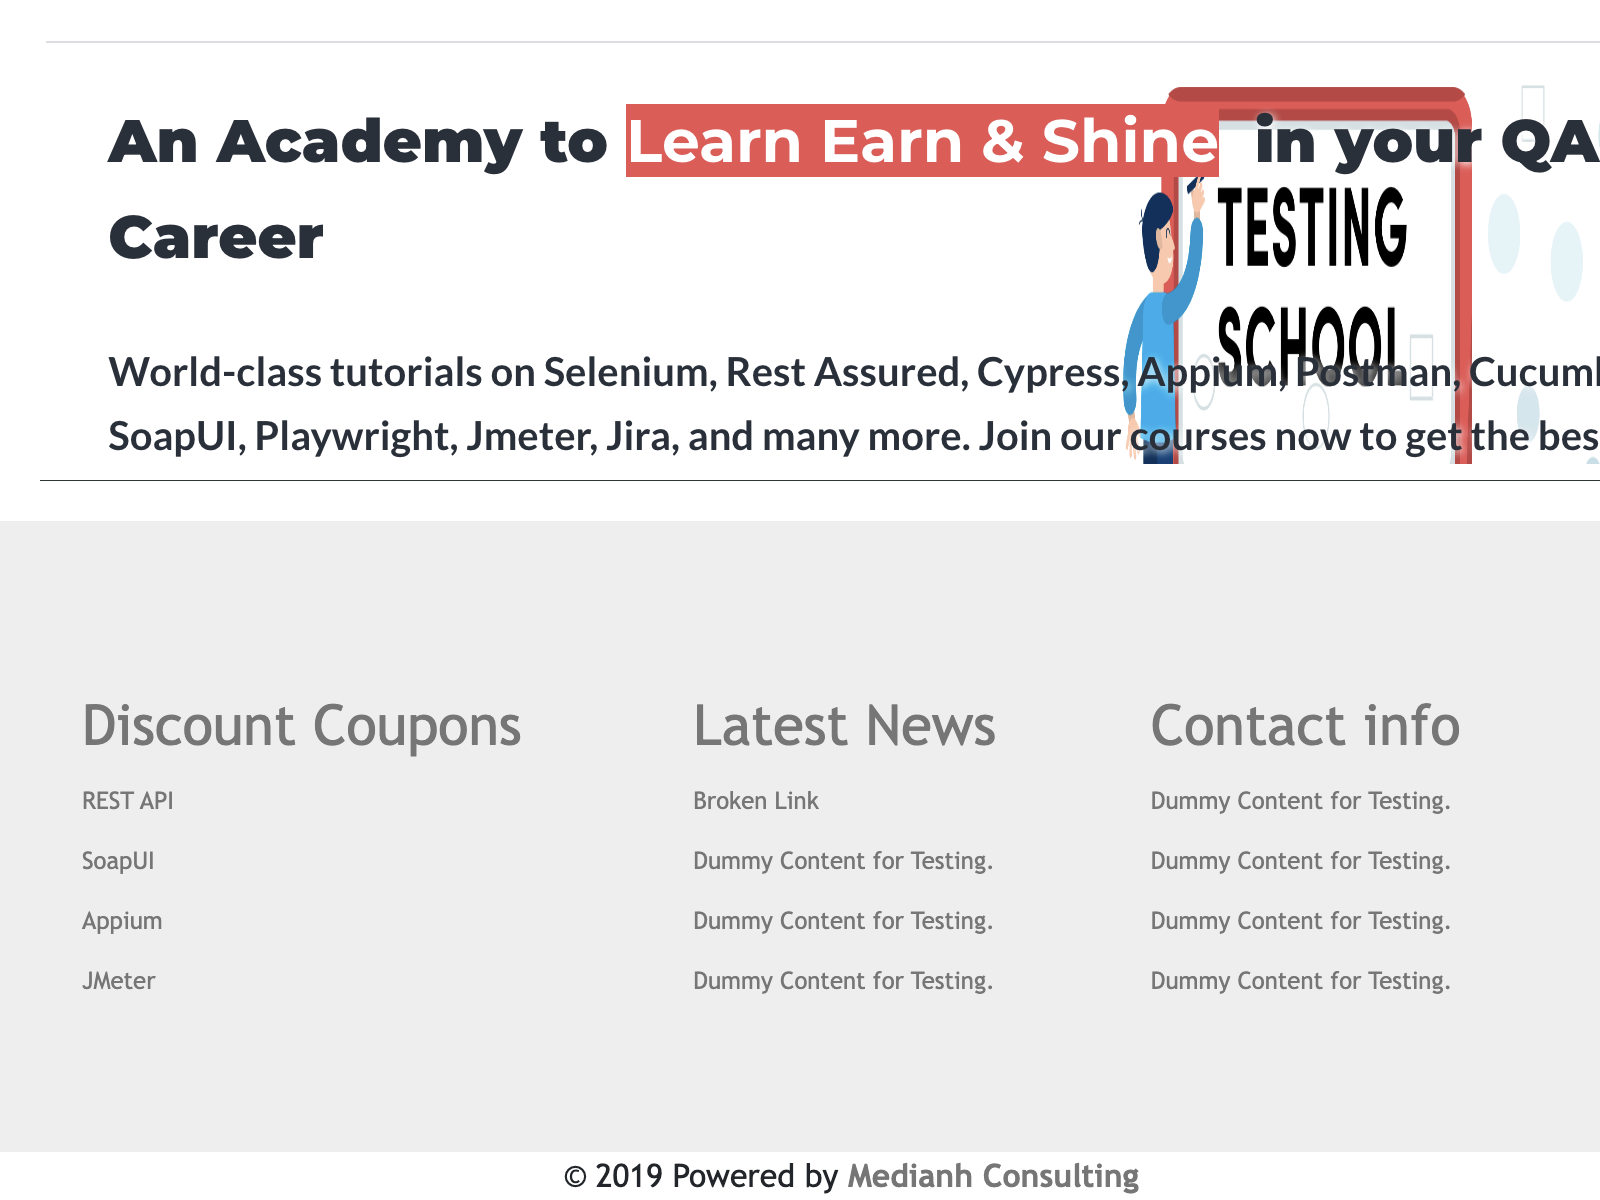 An Academy to Learn Earn & Shine in your QA
Career
TESTING
SCHOOL
World-class tutorials on Selenium, Rest Assured, Cypress, Appium, Postman,
SoapUI, Playwright, Jmeter, Jira, and many more. Join our courses now to get the bes
Discount Coupons
REST API
SoapUI
Appium
JMeter
Latest News
Broken Link
Dummy Content for Testing.
Dummy Content for Testing.
Dummy Content for Testing.
Contact info
Dummy Content for Testing.
Dummy Content for Testing.
Dummy Content for Testing.
Dummy Content for Testing.
© 2019 Powered by Medianh Consulting